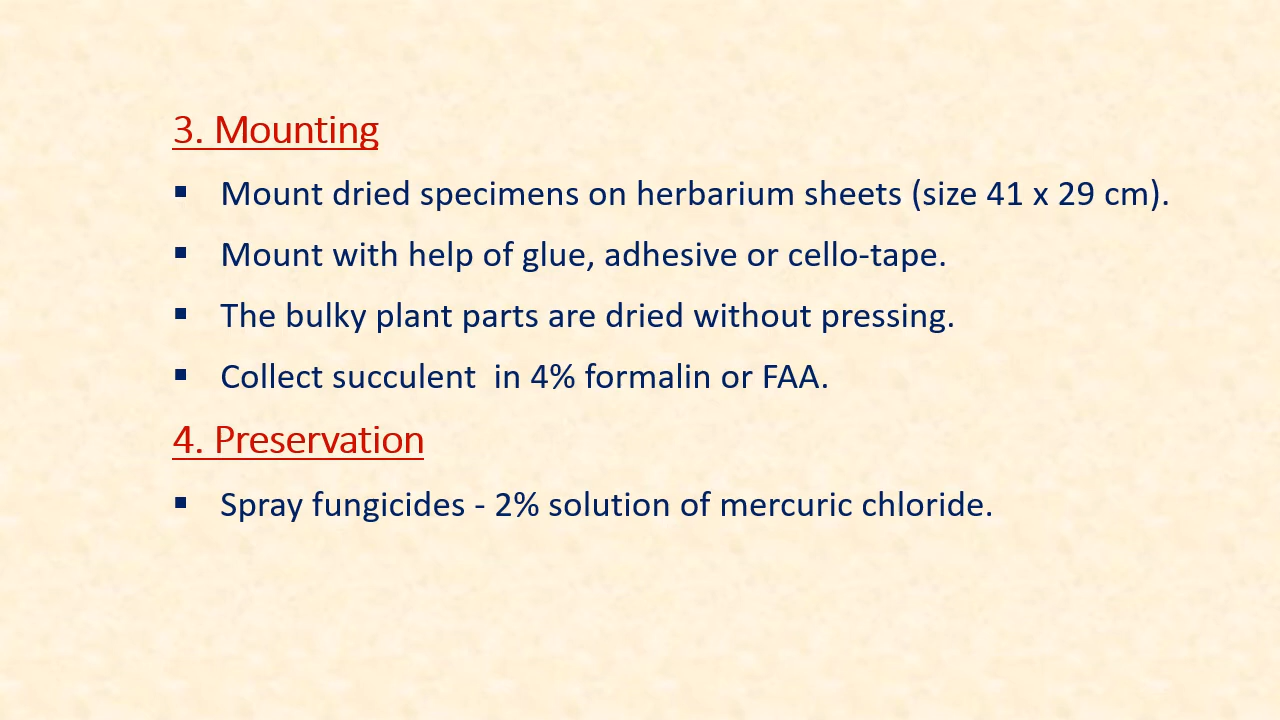 3. Mounting
▪ Mount dried specimens on herbarium sheets (size 41 x 29 cm).
▪ Mount with help of glue, adhesive or cello-tape.
▪ The bulky plant parts are dried without pressing.
▪ Collect succulent  in 4% formalin or FAA.
4. Preservation
▪ Spray fungicides - 2% solution of mercuric chloride.